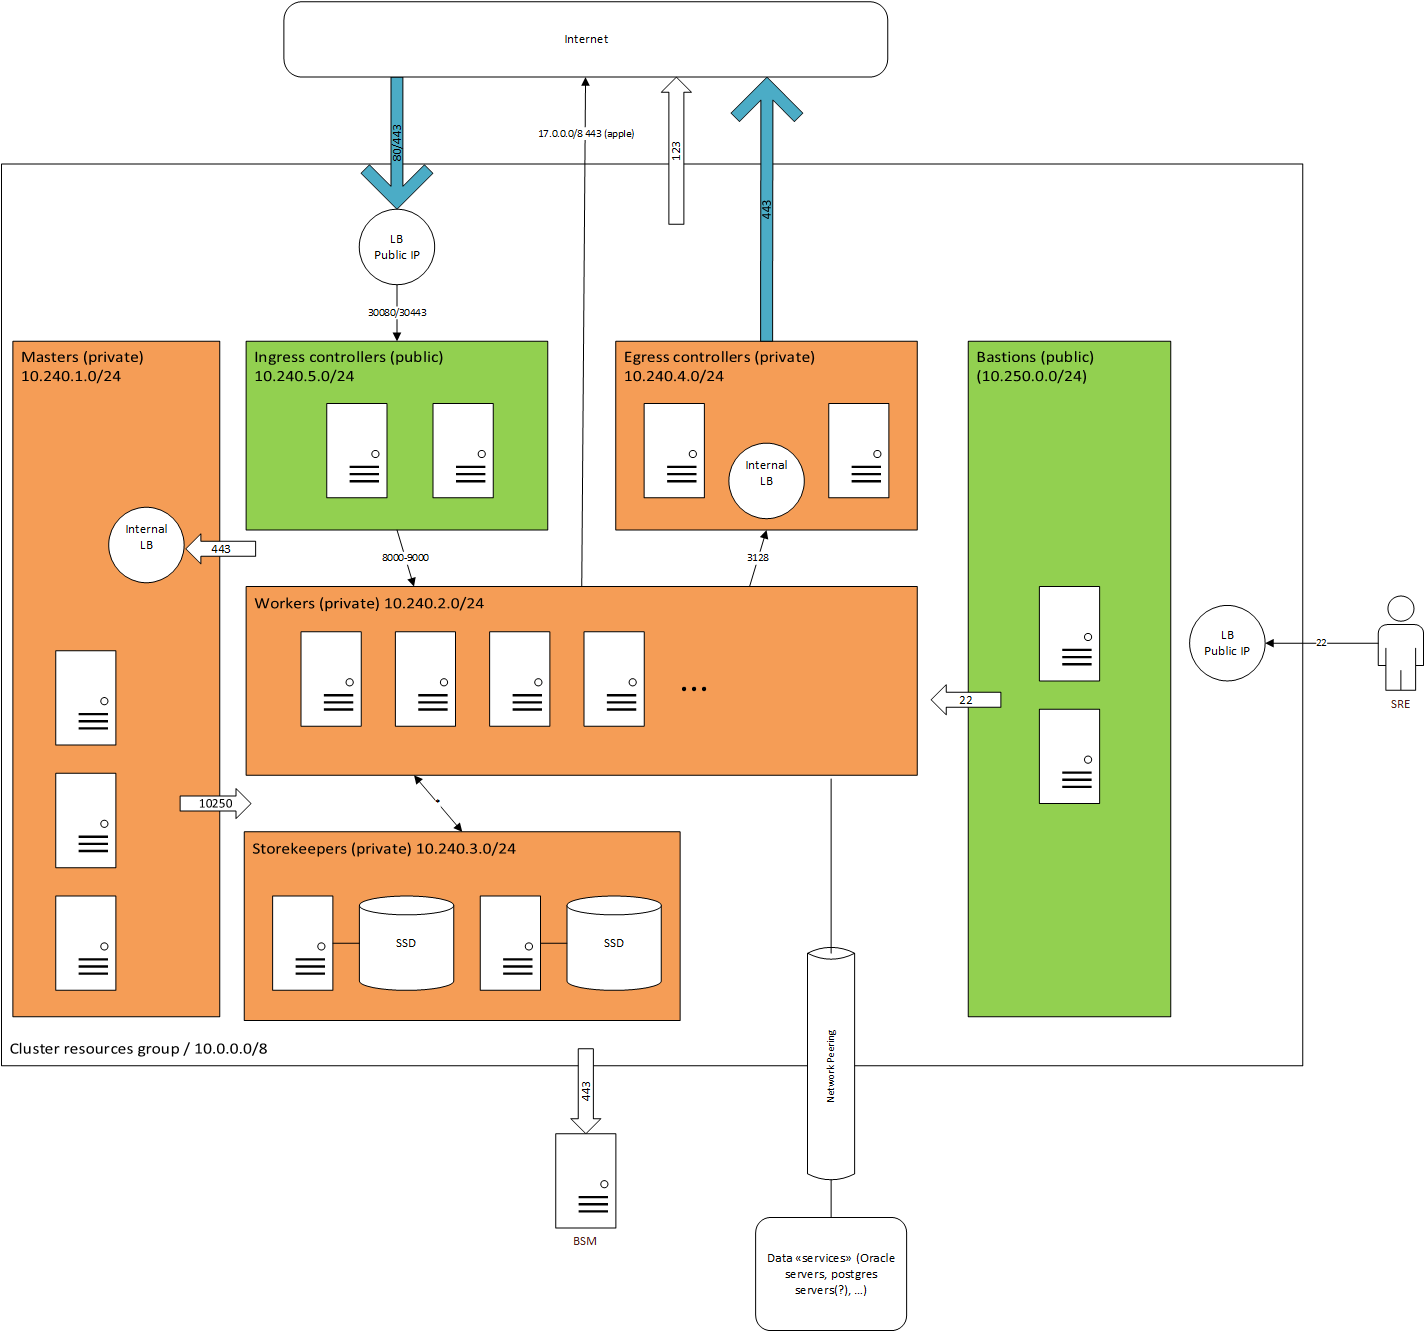 Internet
17.0.0.0/8 443 (apple)
80/443
123
443
LB
Public IP
30080/30443
Masters (private)
10.240.1.0/24
Ingress controllers (public)
10.240.5.0/24
Egress controllers (private)
10.240.4.0/24
Bastions (public)
(10.250.0.0/24)
Internal
LB
Internal
LB
443
8000-9000
3128
Workers (private) 10.240.2.0/24
...
LB
Public IP
22
SRE
22
10250
*
Storekeepers (private) 10.240.3.0/24
SSD
SSD
Network Peering
Cluster resources group / 10.0.0.0/8
443
BSM
Data «services» (Oracle
servers, postgres
servers(?), ...)